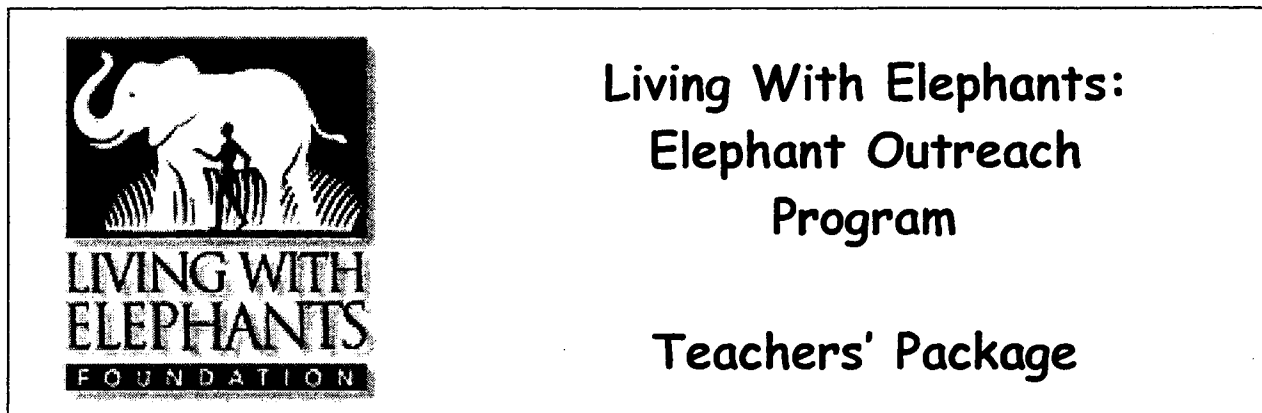 LIVING WITH
ELEPHANTS
FOUNDATION
Living With Elephants:
Elephant Outreach
Program
Teachers' Package